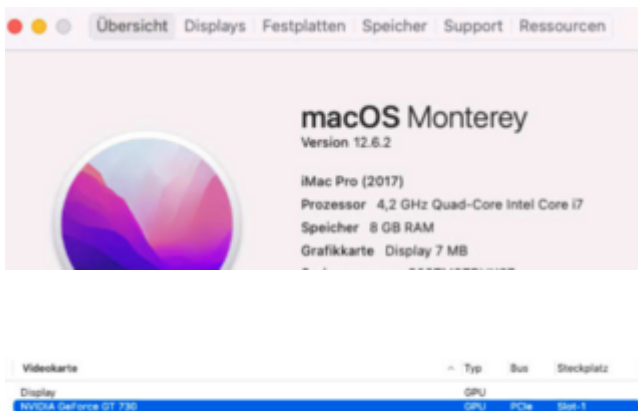 Übersicht Displays Festplatten Speicher Support Ressourcen
macOS Monterey
Version 12.6.2
iMac Pro (2017)
Prozessor 4,2 GHz Quad-Core Intel Core i7
Speicher 8 GB RAM
Grafikkarte Display 7 MB
Videokarte Typ Bus Steckplatz
Display GPU
NVIDIA GeForce GT 730 GPU PCIe Slot-1